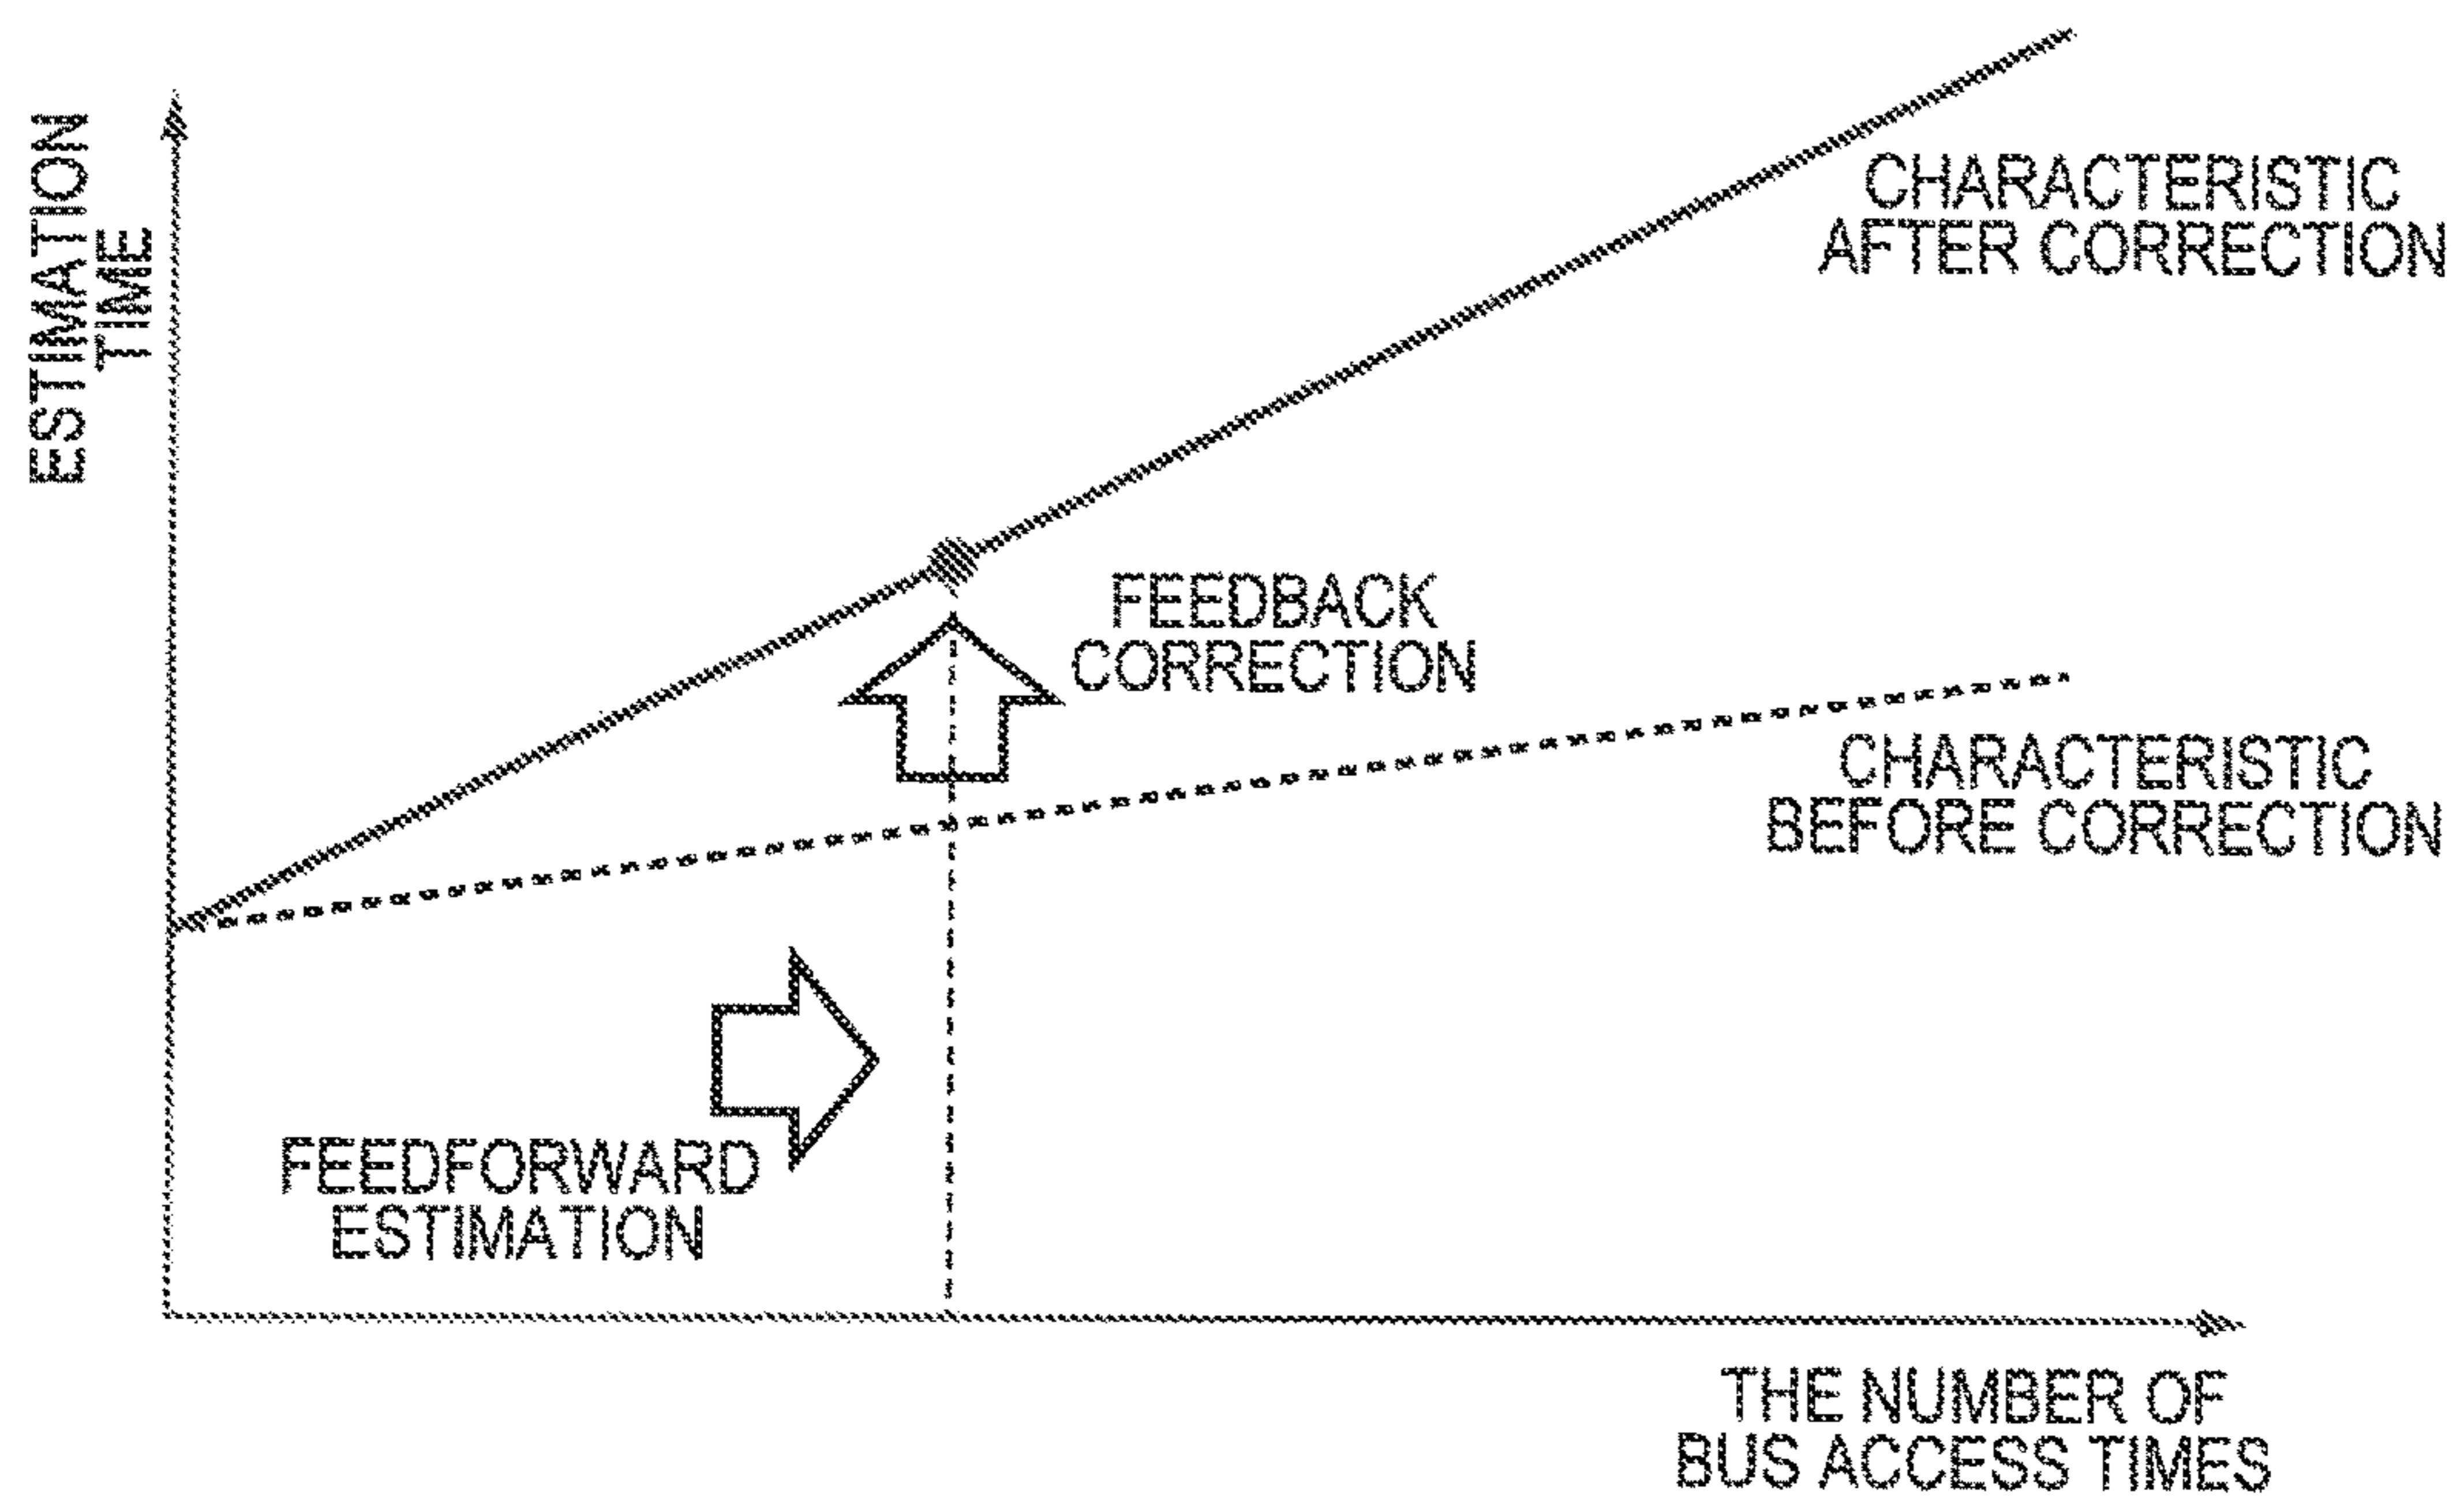 ESTIMATION
TIME
CHARACTERISTIC
AFTER CORRECTION
FEEDBACK
CORRECTION
CHARACTERISTIC
BEFORE CORRECTION
FEEDFORWARD
ESTIMATION
THE NUMBER OF
BUS ACCESS TIMES